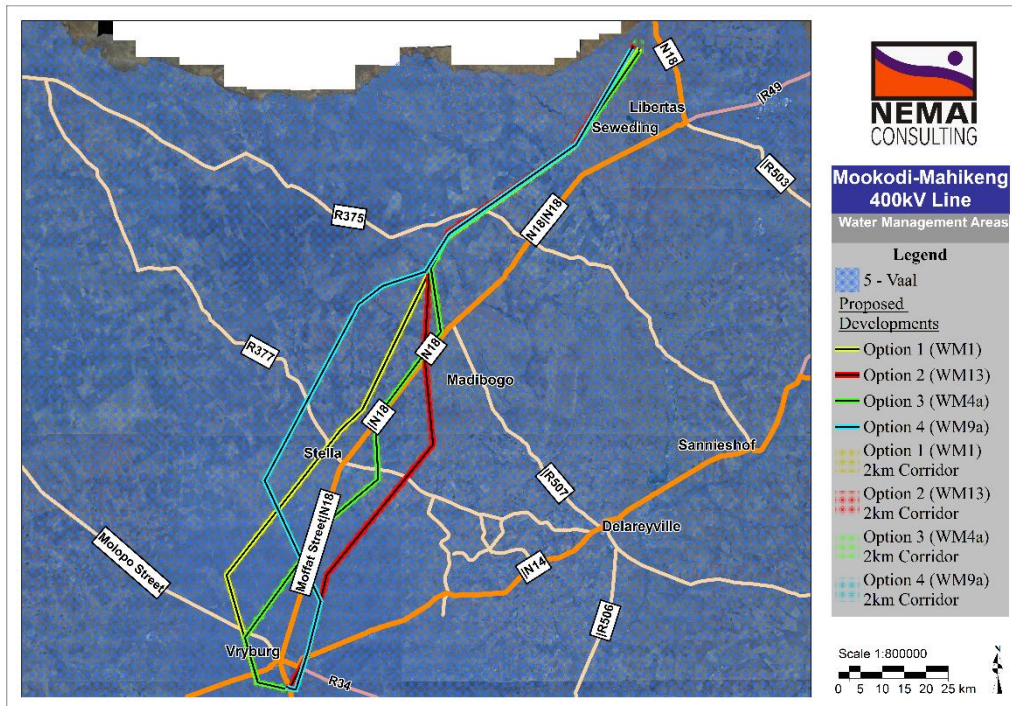 N18
Libertas
|R49
Seweding
|R503
R375
N18|N18
R377
N18
Madibogo
|N18
Stella
Sannieshof
|R507
Moffat Street|N18
Delareyville
Molopo Street
|N14
|R506
Vryburg
R34
NEMAI
CONSULTING
Mookodi-Mahikeng
400kV Line
Water Management Areas
Legend
5 - Vaal
Proposed
Developments
Option 1 (WM1)
Option 2 (WM13)
Option 3 (WM4a)
Option 4 (WM9a)
Option 1 (WM1)
2km Corridor
Option 2 (WM13)
2km Corridor
Option 3 (WM4a)
2km Corridor
Option 4 (WM9a)
2km Corridor
Scale 1:800000
0 5 10 15 20 25 km